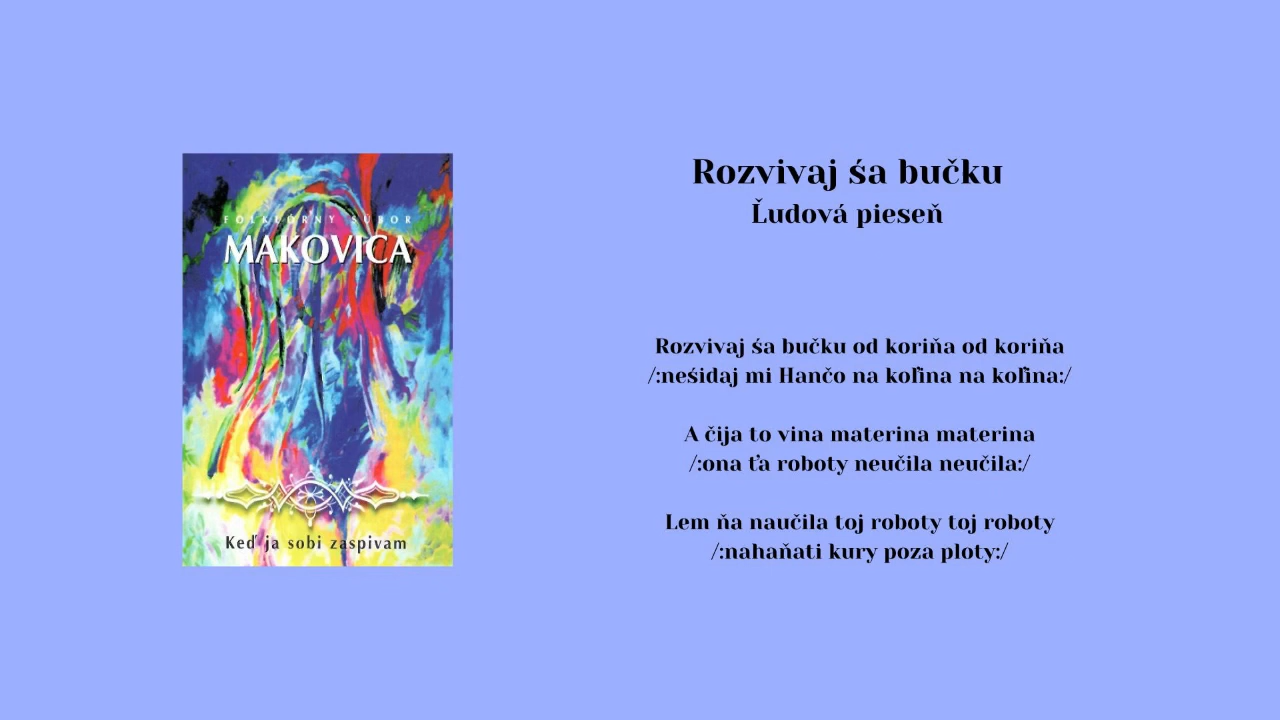 FOLKLÓRNY SÚBOR
MAKOVICA
Keď ja sobi zaspivam
Rozvivaj śa bučku
Ľudová pieseň
Rozvivaj śa bučku od koriňa od koriňa
/:neśidaj mi Hančo na koľina na koľina:/
A čija to vina materina materina
/:ona ťa roboty neučila neučila:/
Lem ňa naučila toj roboty toj roboty
/:nahaňati kury poza ploty:/